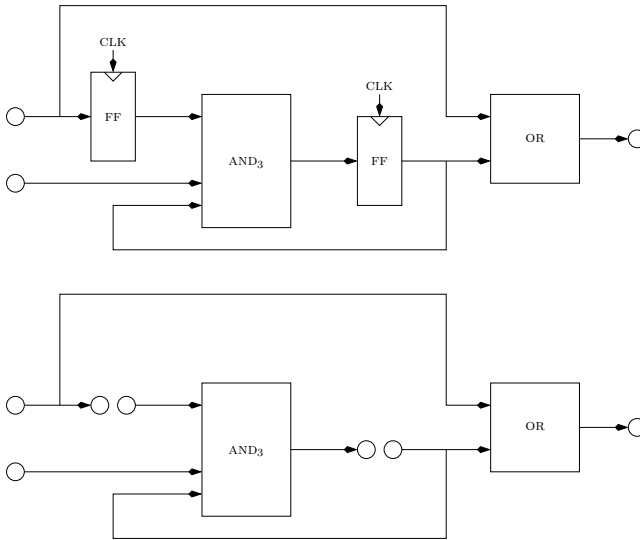 CLK
FF
AND₃
CLK
FF
OR
AND₃
OR